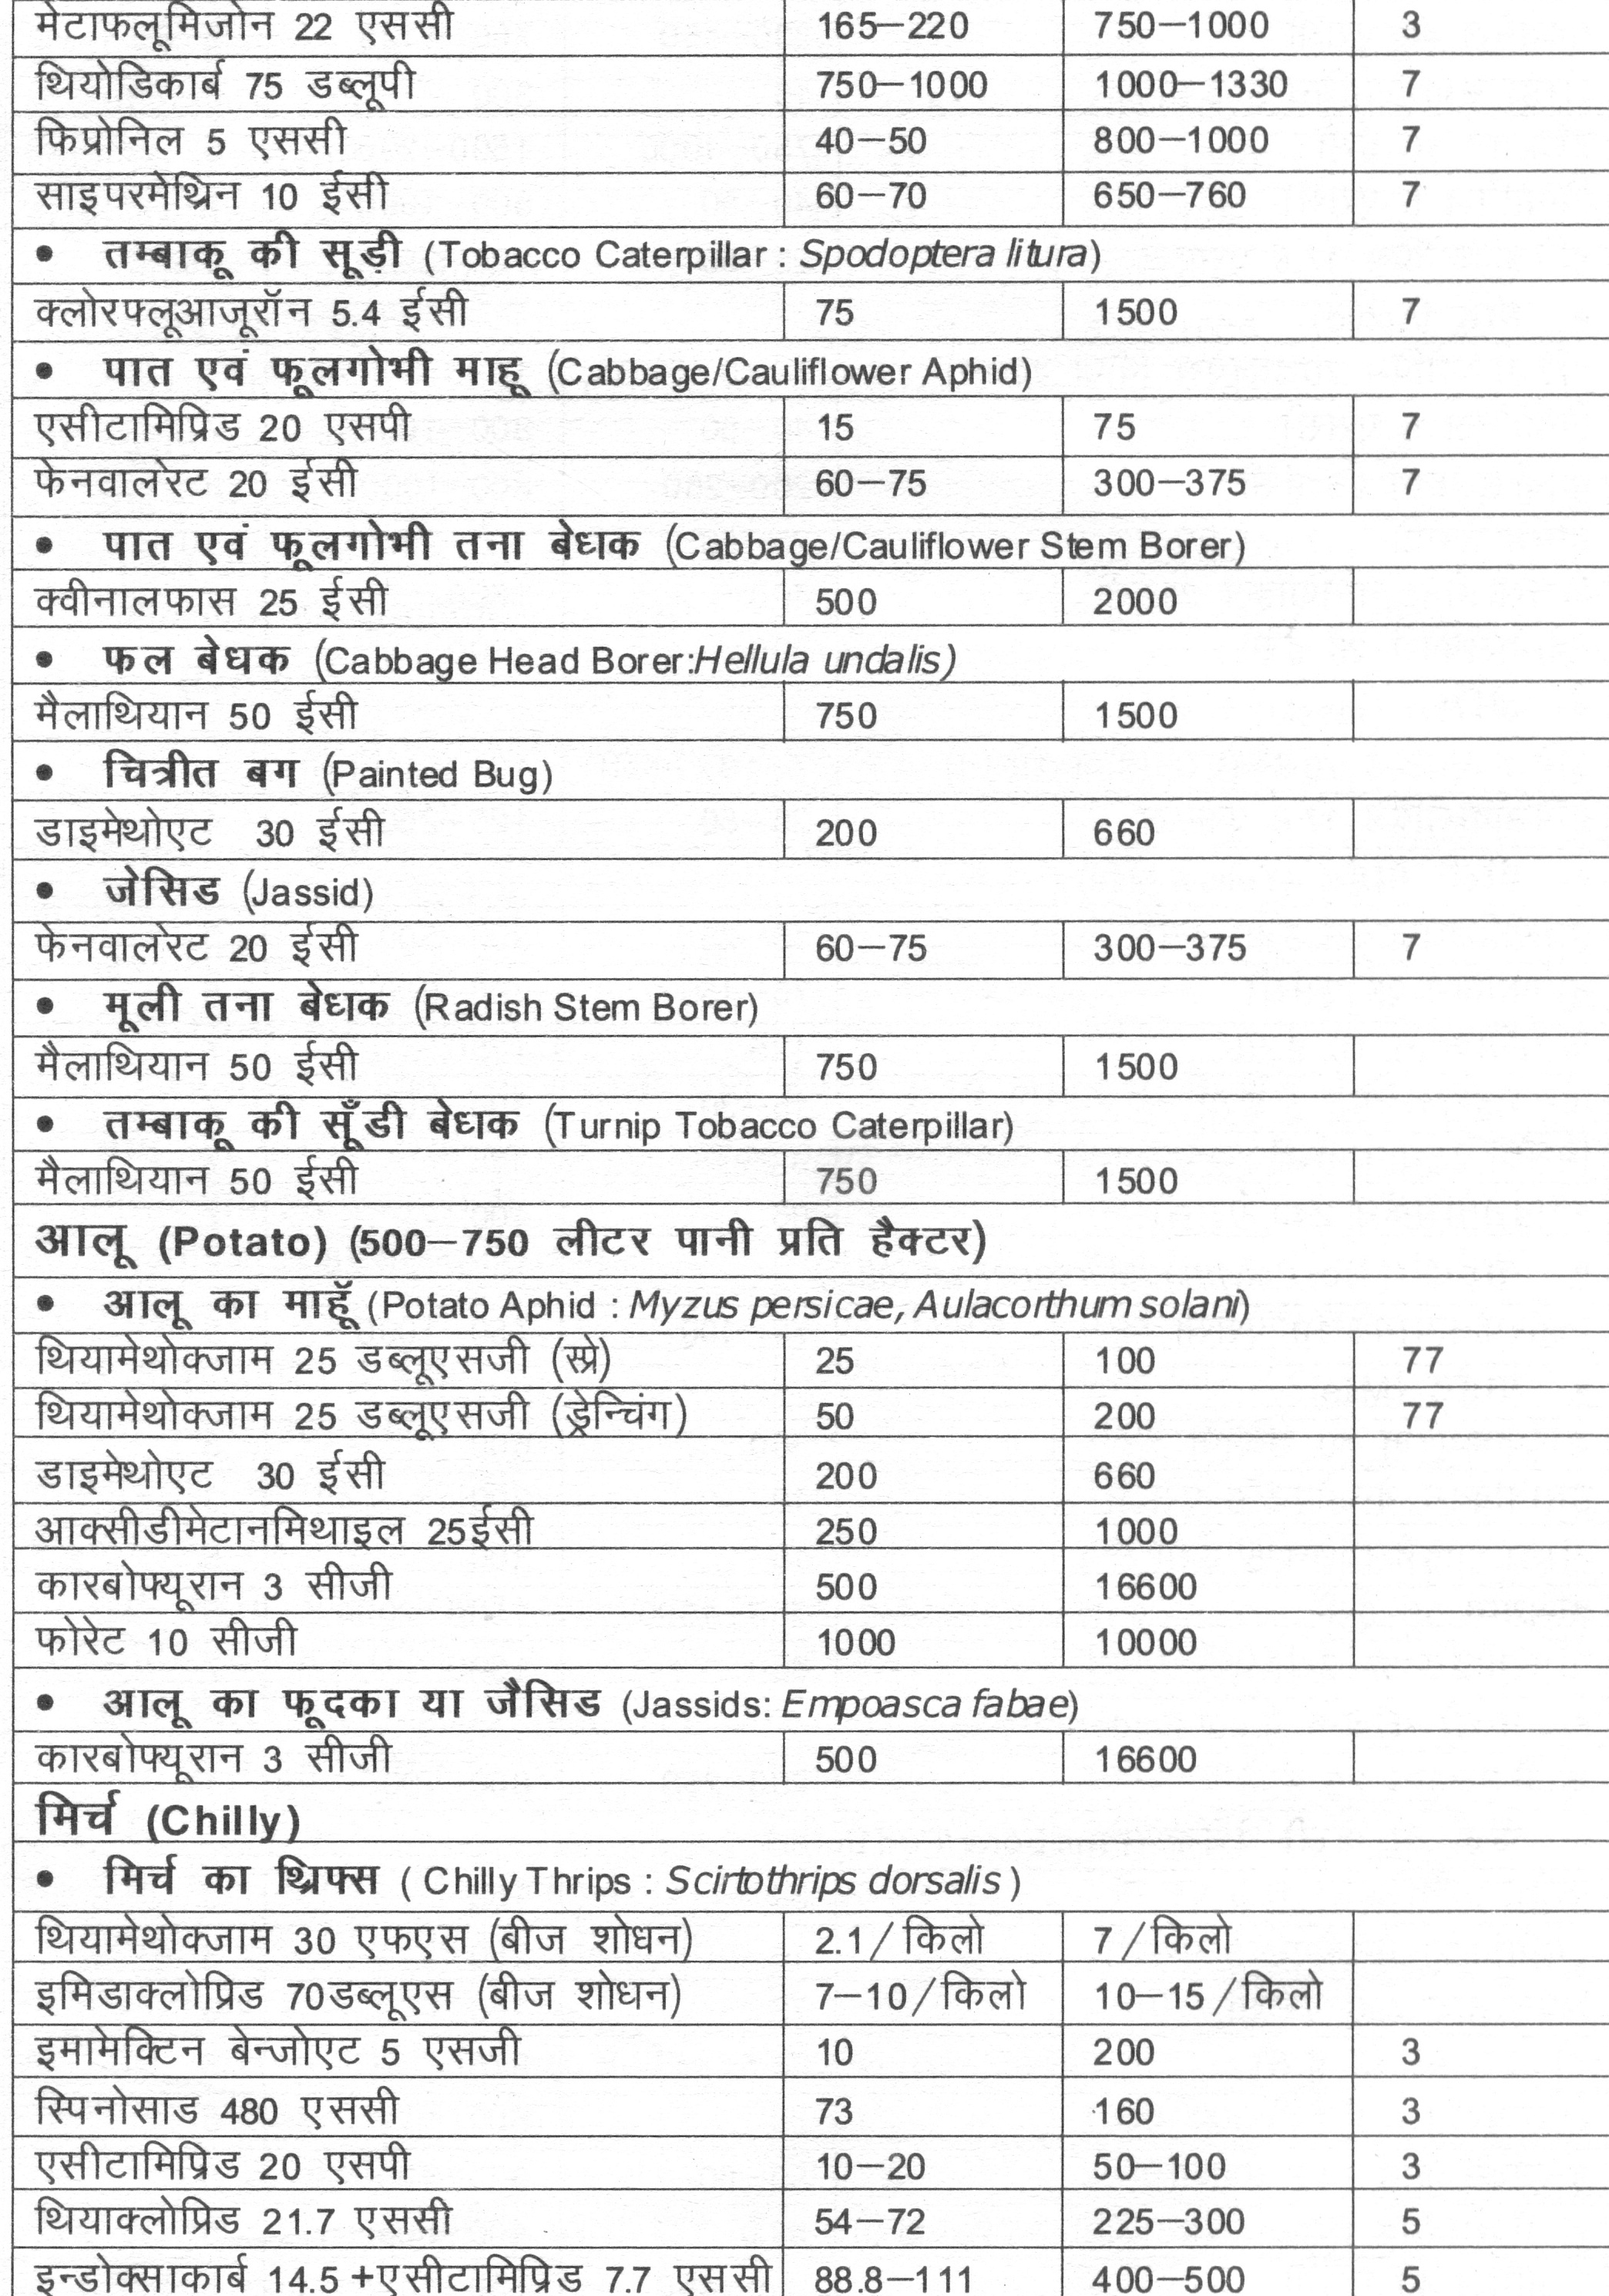 मेटाफलूमिजोन 22 एससी 165–220 750–1000 3
थियोडिकार्ब 75 डब्लूपी 750–1000 1000–1330 7
फिप्रोनिल 5 एससी 40–50 800–1000 7
साइपरमेथ्रिन 10 ईसी 60–70 650–760 7
• तम्बाकू की सूड़ी (Tobacco Caterpillar : Spodoptera litura)
क्लोरफ्लूआजूरॉन 5.4 ईसी 75 1500 7
• पात एवं फूलगोभी माहू (Cabbage/Cauliflower Aphid)
एसीटामिप्रिड 20 एसपी 15 75 7
फेनवालरेट 20 ईसी 60–75 300–375 7
• पात एवं फूलगोभी तना बेधक (Cabbage/Cauliflower Stem Borer)
क्वीनालफास 25 ईसी 500 2000
• फल बेधक (Cabbage Head Borer:Hellula undalis)
मैलाथियान 50 ईसी 750 1500
• चित्रीत बग (Painted Bug)
डाइमेथोएट 30 ईसी 200 660
• जेसिड (Jassid)
फेनवालरेट 20 ईसी 60–75 300–375 7
• मूली तना बेधक (Radish Stem Borer)
मैलाथियान 50 ईसी 750 1500
• तम्बाकू की सूँडी बेधक (Turnip Tobacco Caterpillar)
मैलाथियान 50 ईसी 750 1500
आलू (Potato) (500–750 लीटर पानी प्रति हैक्टर)
• आलू का माहूँ (Potato Aphid : Myzus persicae, Aulacorthum solani)
थियामेथोक्जाम 25 डब्लूएसजी (स्प्रे) 25 100 77
थियामेथोक्जाम 25 डब्लूएसजी (ड्रेन्चिंग) 50 200 77
डाइमेथोएट 30 ईसी 200 660
आक्सीडीमेटानमिथाइल 25ईसी 250 1000
कारबोफ्यूरान 3 सीजी 500 16600
फोरेट 10 सीजी 1000 10000
• आलू का फूदका या जैसिड (Jassids: Empoasca fabae)
कारबोफ्यूरान 3 सीजी 500 16600
मिर्च (Chilly)
• मिर्च का थ्रिफ्स ( Chilly Thrips : Scirtothrips dorsalis )
थियामेथोक्जाम 30 एफएस (बीज शोधन) 2.1/किलो 7/किलो
इमिडाक्लोप्रिड 70डब्लूएस (बीज शोधन) 7–10/किलो 10–15/किलो
इमामेक्टिन बेन्जोएट 5 एसजी 10 200 3
स्पिनोसाड 480 एससी 73 160 3
एसीटामिप्रिड 20 एसपी 10–20 50–100 3
थियाक्लोप्रिड 21.7 एससी 54–72 225–300 5
इन्डोक्साकार्ब 14.5+एसीटामिप्रिड 7.7 एससी 88.8–111 400–500 5